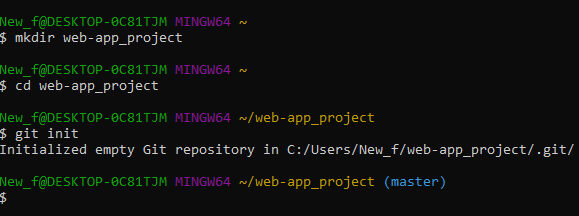 New_f@DESKTOP-0C81TJM MINGW64 ~
$ mkdir web-app_project
New_f@DESKTOP-0C81TJM MINGW64 ~
$ cd web-app_project
New_f@DESKTOP-0C81TJM MINGW64 ~/web-app_project
$ git init
Initialized empty Git repository in C:/Users/New_f/web-app_project/.git/
New_f@DESKTOP-0C81TJM MINGW64 ~/web-app_project (master)
$